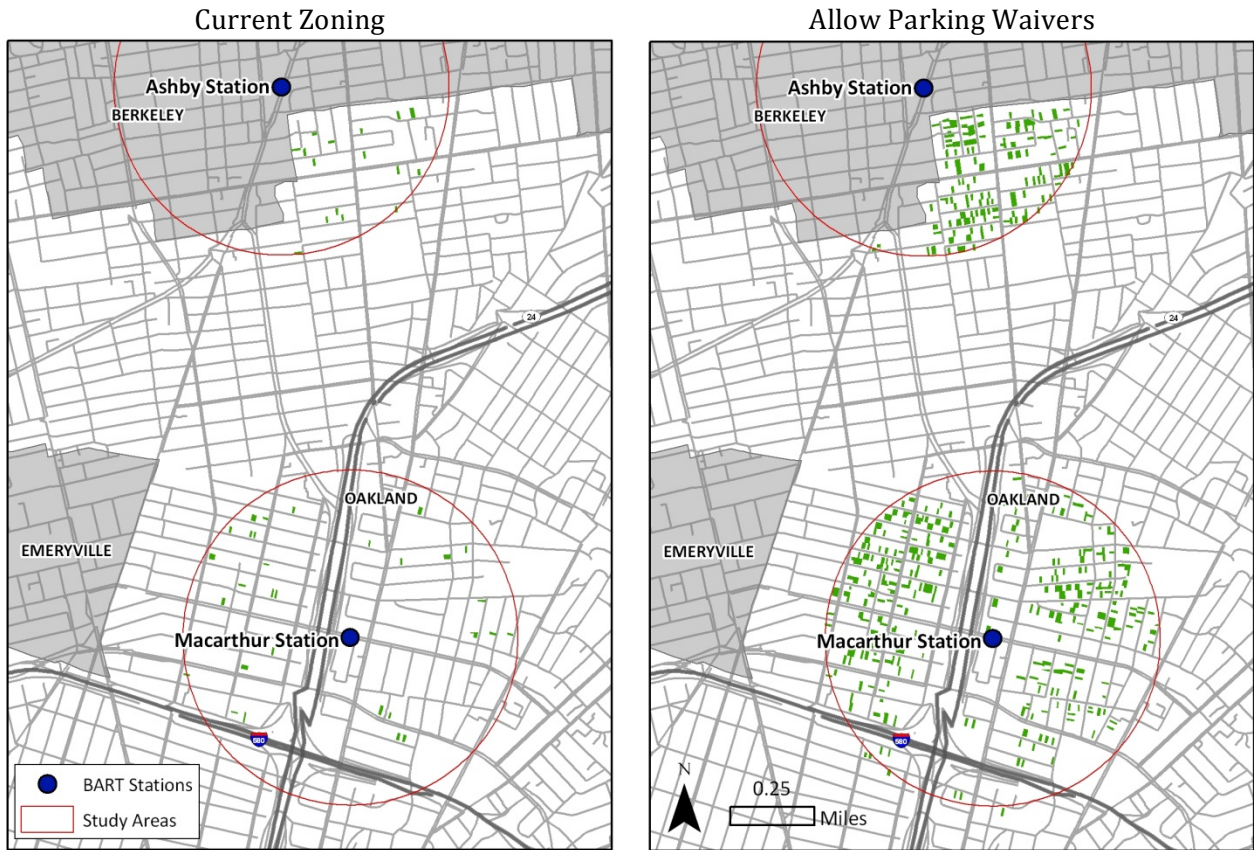 Current Zoning
Ashby Station
BERKELEY
24
OAKLAND
EMERYVILLE
Macarthur Station
580
BART Stations
Study Areas
Allow Parking Waivers
Ashby Station
BERKELEY
24
OAKLAND
EMERYVILLE
Macarthur Station
580
N
0.25
Miles